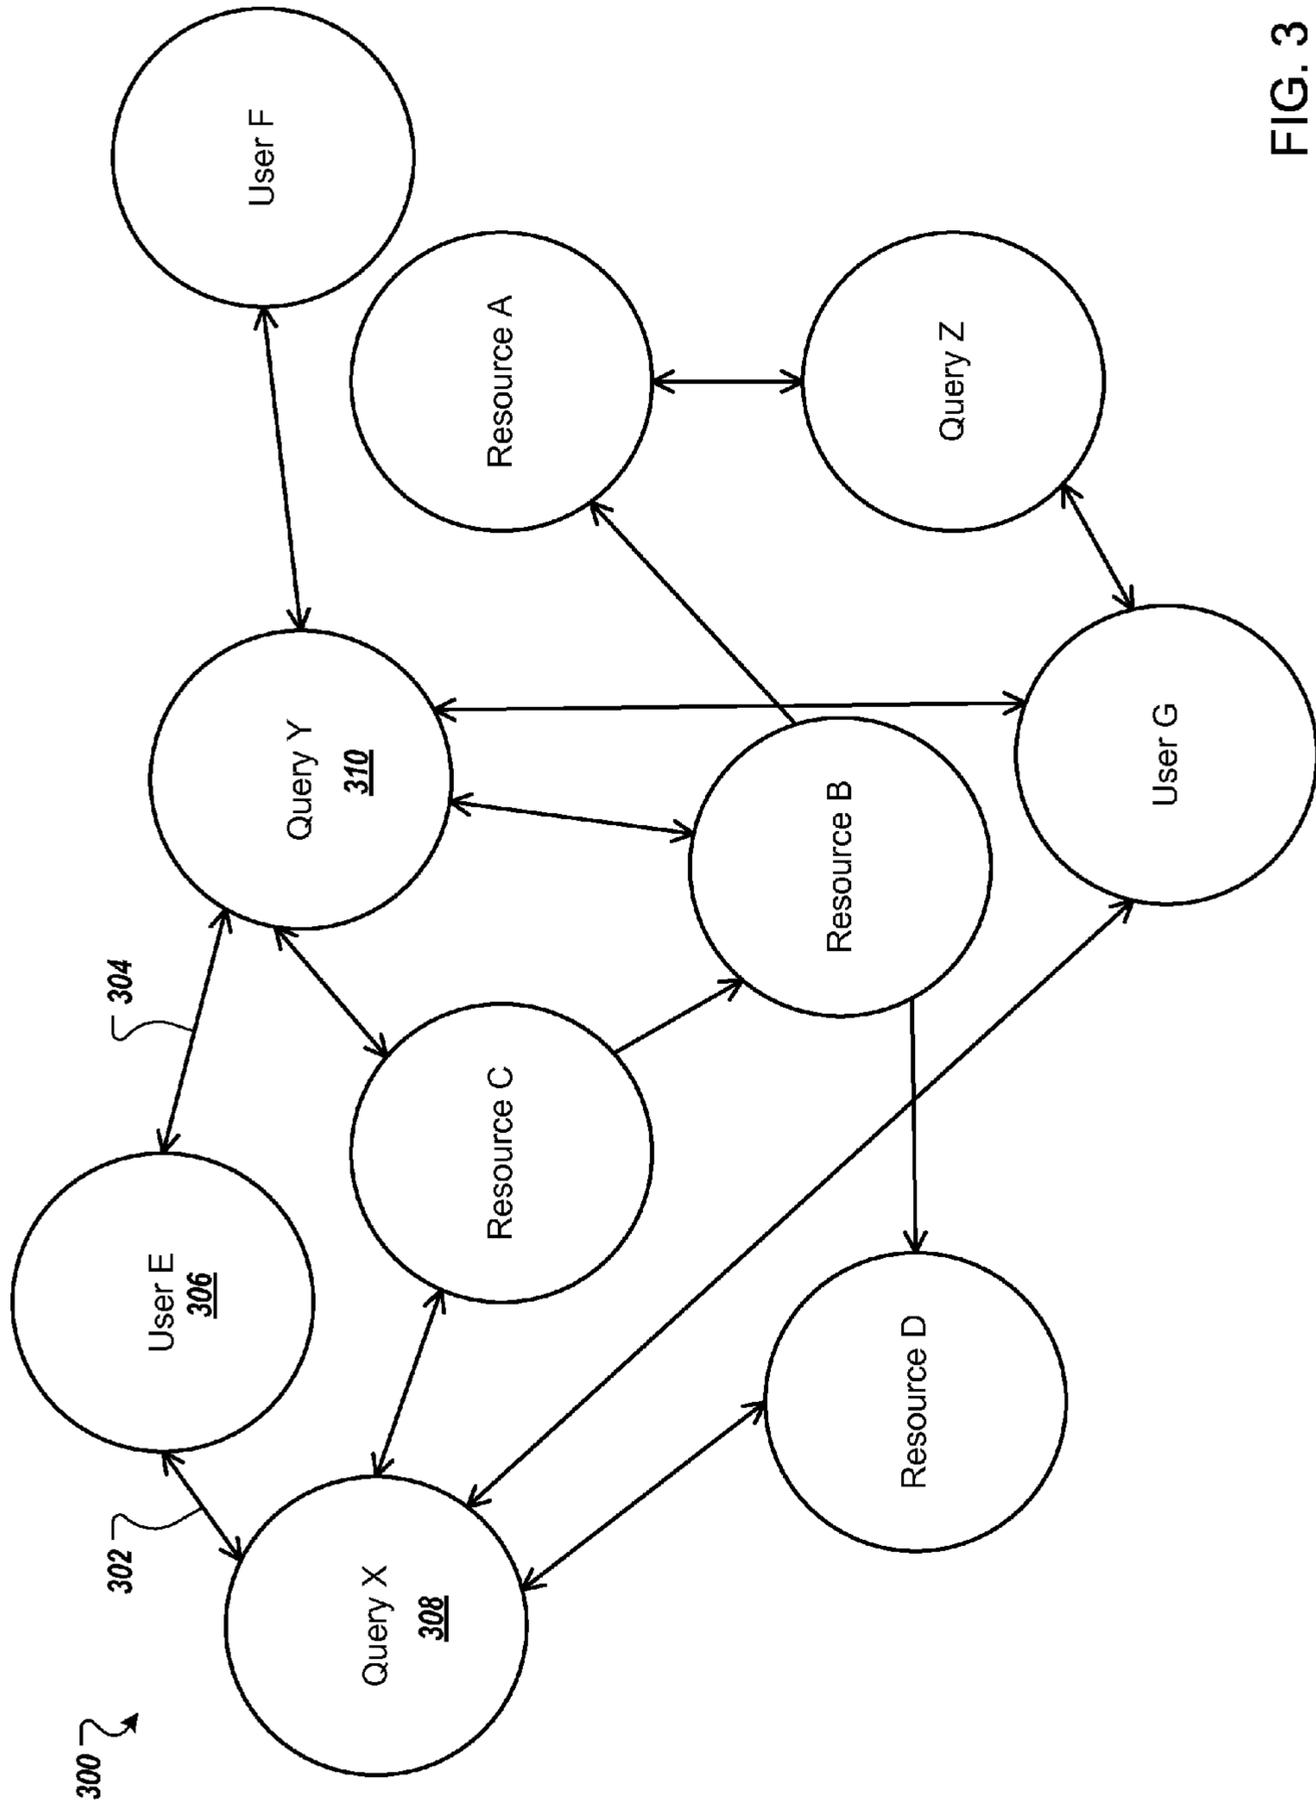 300
302
304
User E
306
User F
Query X
308
Query Y
310
Resource C
Resource A
Resource D
Resource B
Query Z
User G
FIG. 3